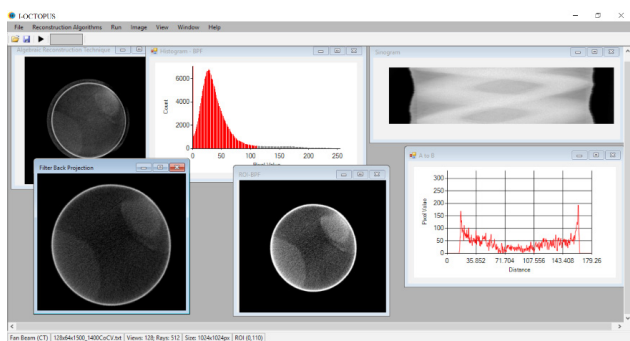 I-OCTOPUS
File Reconstruction Algorithms Run Image View Window Help
Algebraic Reconstruction Technique
Histogram - BPF
Sinogram
6000
4000
2000
0
Count
0 50 100 150 200 250
Pixel Value
Filter Back Projection
ROI-BPF
A to B
300
250
200
150
100
50
0
Pixel Value
0 35.852 71.704 107.556 143.408 179.26
Distance
Fan Beam (CT) 128x64x1500_1400CoCV.txt Views: 128; Rays: 512 Size: 1024x1024px ROI (0,110)